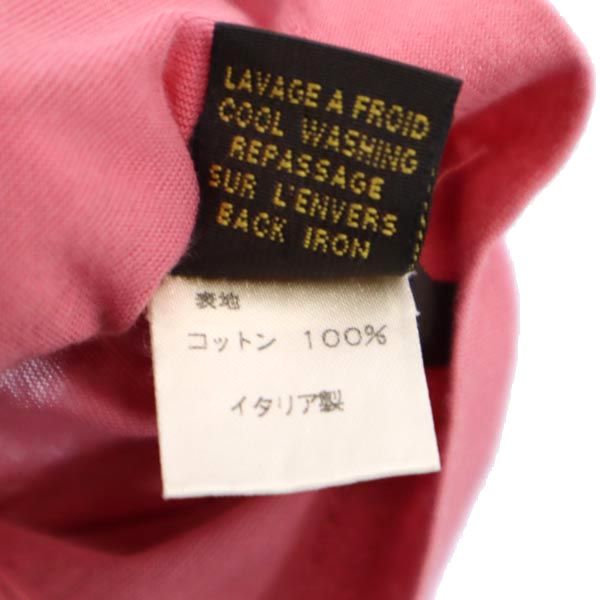 LAVAGE A FROID
COOL WASHING
REPASSAGE
SUR L'ENVERS
BACK IRON
表地
コットン 100%
イタリア製